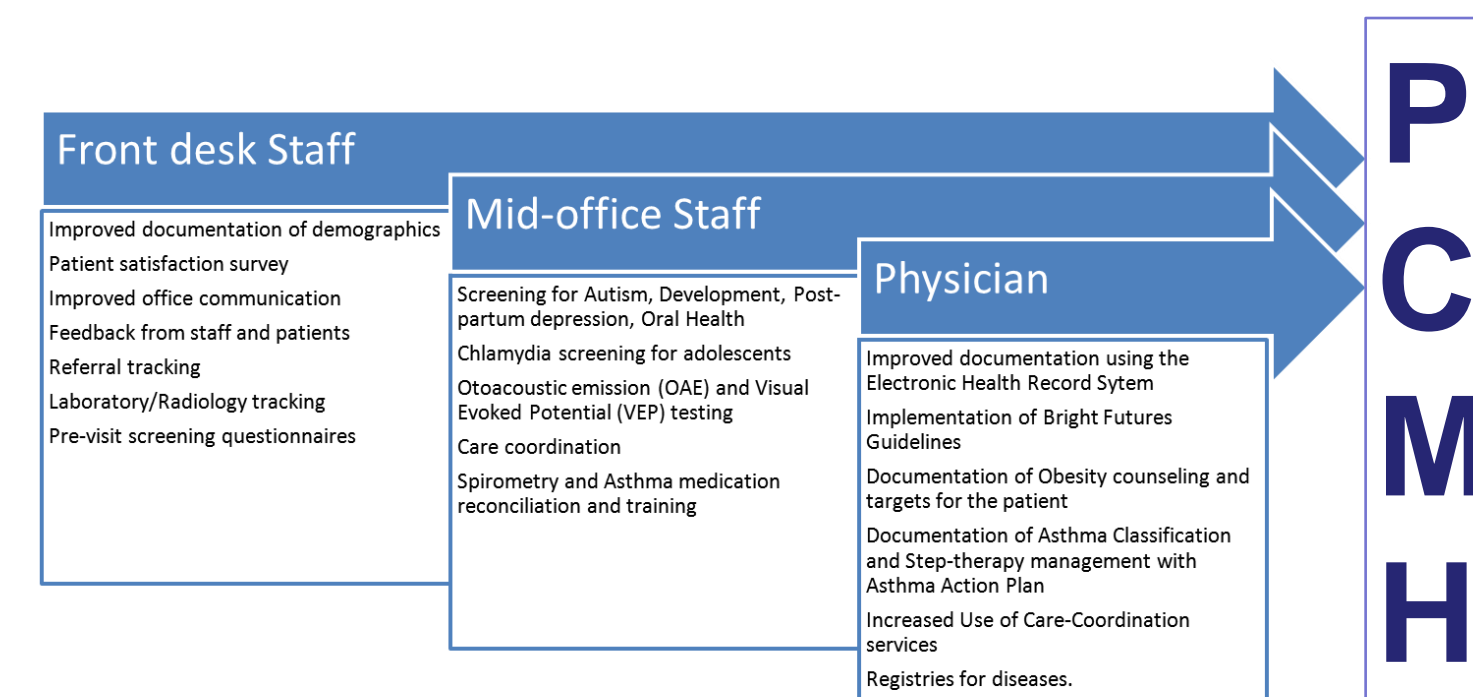 Front desk Staff
Improved documentation of demographics
Patient satisfaction survey
Improved office communication
Feedback from staff and patients
Referral tracking
Laboratory/Radiology tracking
Pre-visit screening questionnaires
Mid-office Staff
Screening for Autism, Development, Post-
partum depression, Oral Health
Chlamydia screening for adolescents
Otoacoustic emission (OAE) and Visual
Evoked Potential (VEP) testing
Care coordination
Spirometry and Asthma medication
reconciliation and training
Physician
Improved documentation using the
Electronic Health Record Sytem
Implementation of Bright Futures
Guidelines
Documentation of Obesity counseling and
targets for the patient
Documentation of Asthma Classification
and Step-therapy management with
Asthma Action Plan
Increased Use of Care-Coordination
services
Registries for diseases.
P
C
M
H